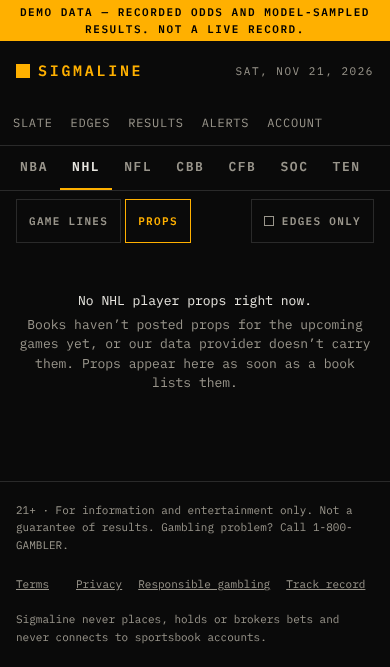 DEMO DATA — RECORDED ODDS AND MODEL-SAMPLED
RESULTS. NOT A LIVE RECORD.
SIGMALINE
SAT, NOV 21, 2026
SLATE EDGES RESULTS ALERTS ACCOUNT
NBA NHL NFL CBB CFB SOC TEN
GAME LINES PROPS EDGES ONLY
No NHL player props right now.
Books haven’t posted props for the upcoming
games yet, or our data provider doesn’t carry
them. Props appear here as soon as a book
lists them.
21+ · For information and entertainment only. Not a
guarantee of results. Gambling problem? Call 1-800-
GAMBLER.
Terms Privacy Responsible gambling Track record
Sigmaline never places, holds or brokers bets and
never connects to sportsbook accounts.